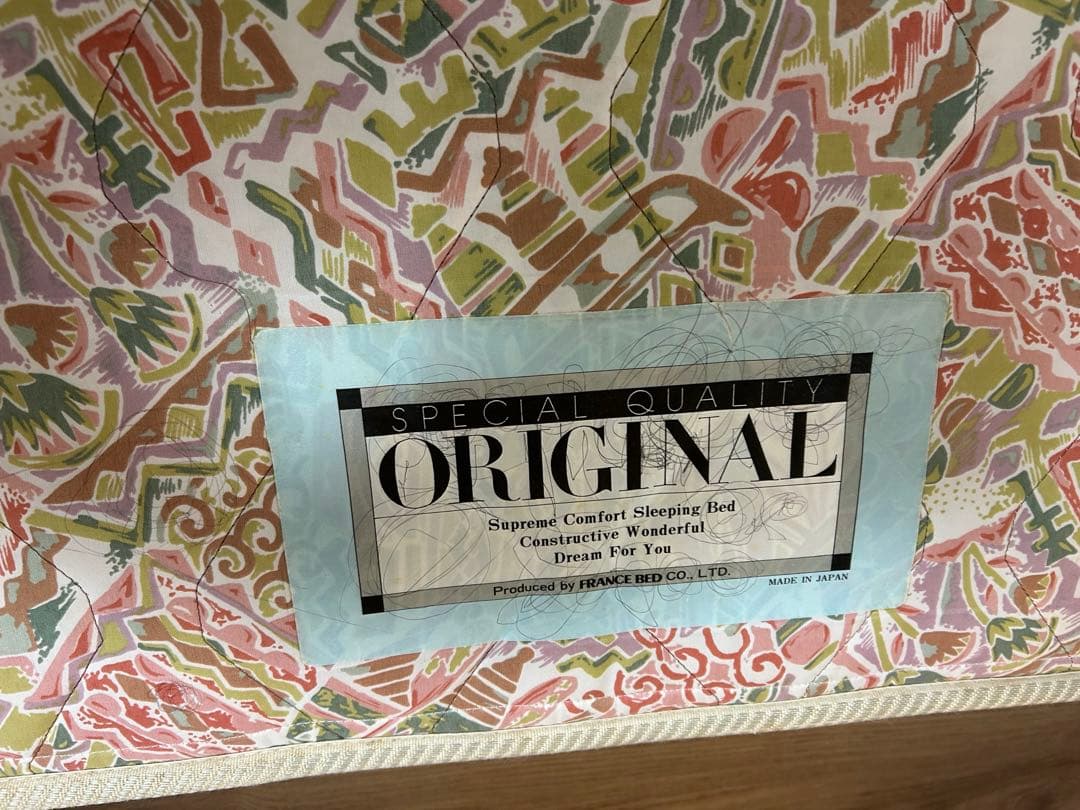 SPECIAL QUALITY
ORIGINAL
Supreme Comfort Sleeping Bed
Constructive Wonderful
Dream For You
Produced by FRANCE BED CO., LTD.
MADE IN JAPAN